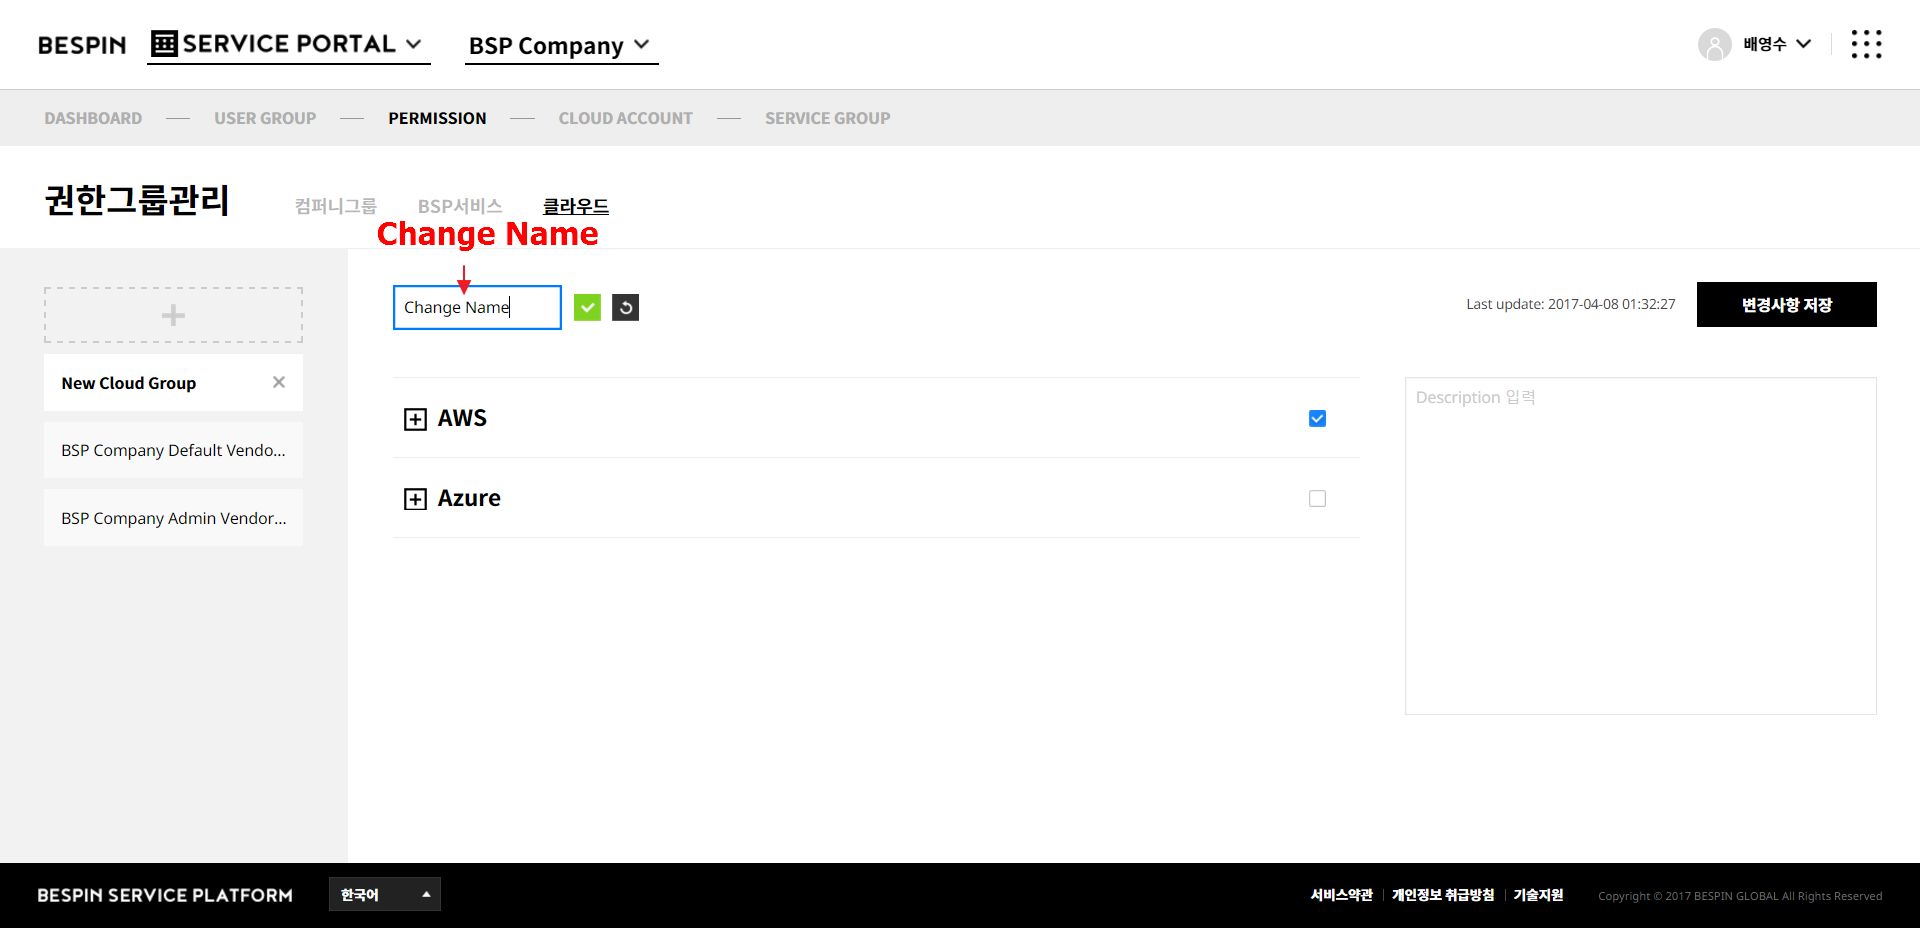 BESPIN SERVICE PORTAL BSP Company 배영수
DASHBOARD USER GROUP PERMISSION CLOUD ACCOUNT SERVICE GROUP
권한그룹관리 컴퍼니그룹 BSP서비스 클라우드
Change Name
Change Name
Last update: 2017-04-08 01:32:27 변경사항 저장
New Cloud Group
BSP Company Default Vendo...
BSP Company Admin Vendor...
AWS
Azure
Description 입력
BESPIN SERVICE PLATFORM 한국어 서비스약관 개인정보 취급방침 기술지원 Copyright © 2017 BESPIN GLOBAL All Rights Reserved